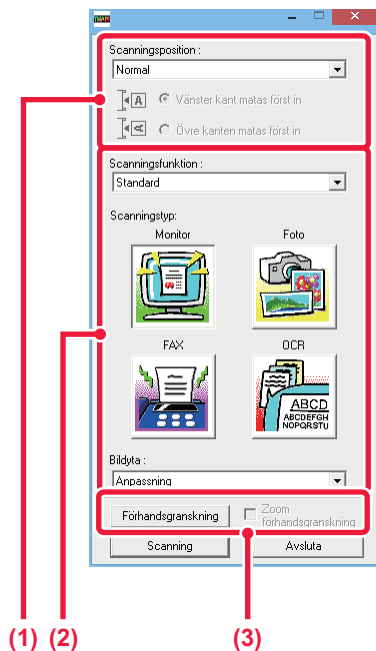 TWAIN
Scanningsposition :
Normal
A Vänster kant matas först in
A Övre kanten matas först in
Scanningsfunktion :
Standard
Scanningstyp:
Monitor Foto
FAX OCR
ABCD
ABCDEFGH
NOPQRSTU
Bildyta :
Anpassning
Förhandsgranskning Zoom
förhandsgranskning
Scanning Avsluta
(1) (2) (3)